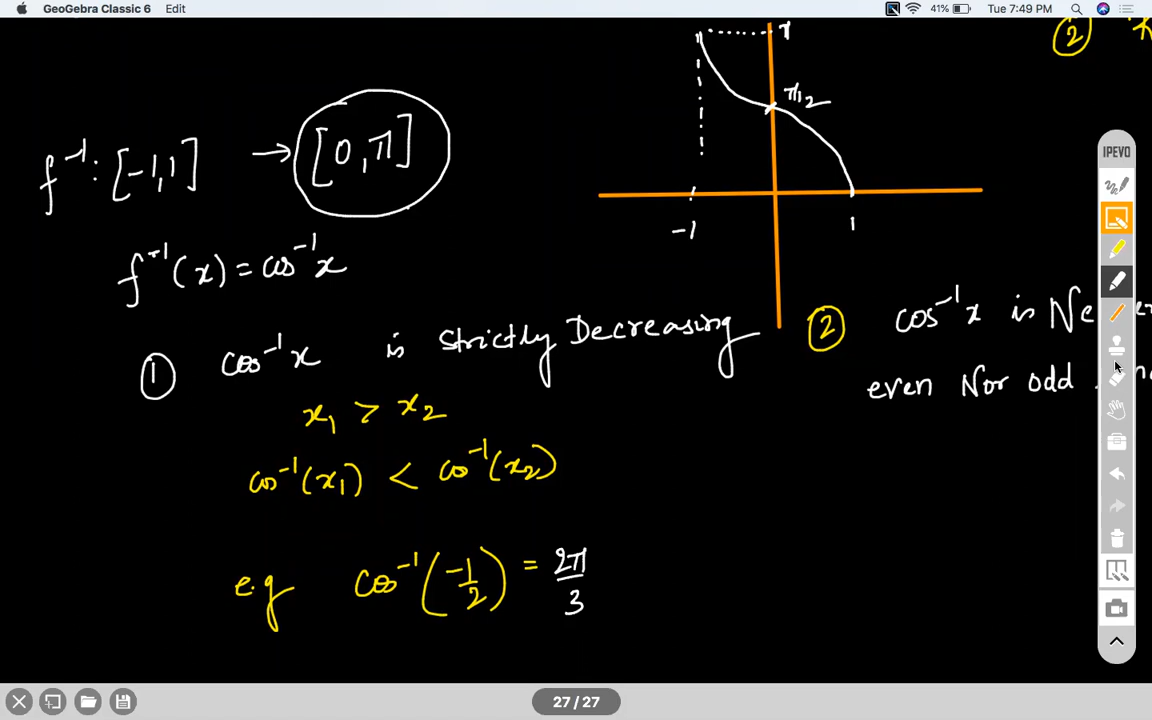 GeoGebra Classic 6 Edit 41% Tue 7:49 PM
π
②
π/2
f⁻¹: [-1,1] → [0,π]
-1 1
IPEVO
f⁻¹(x) = cos⁻¹x
① cos⁻¹x is Strictly Decreasing
② cos⁻¹x is Ne
even Nor odd
x₁ > x₂
cos⁻¹(x₁) < cos⁻¹(x₂)
e.g cos⁻¹(-1/2) = 2π/3
27 / 27